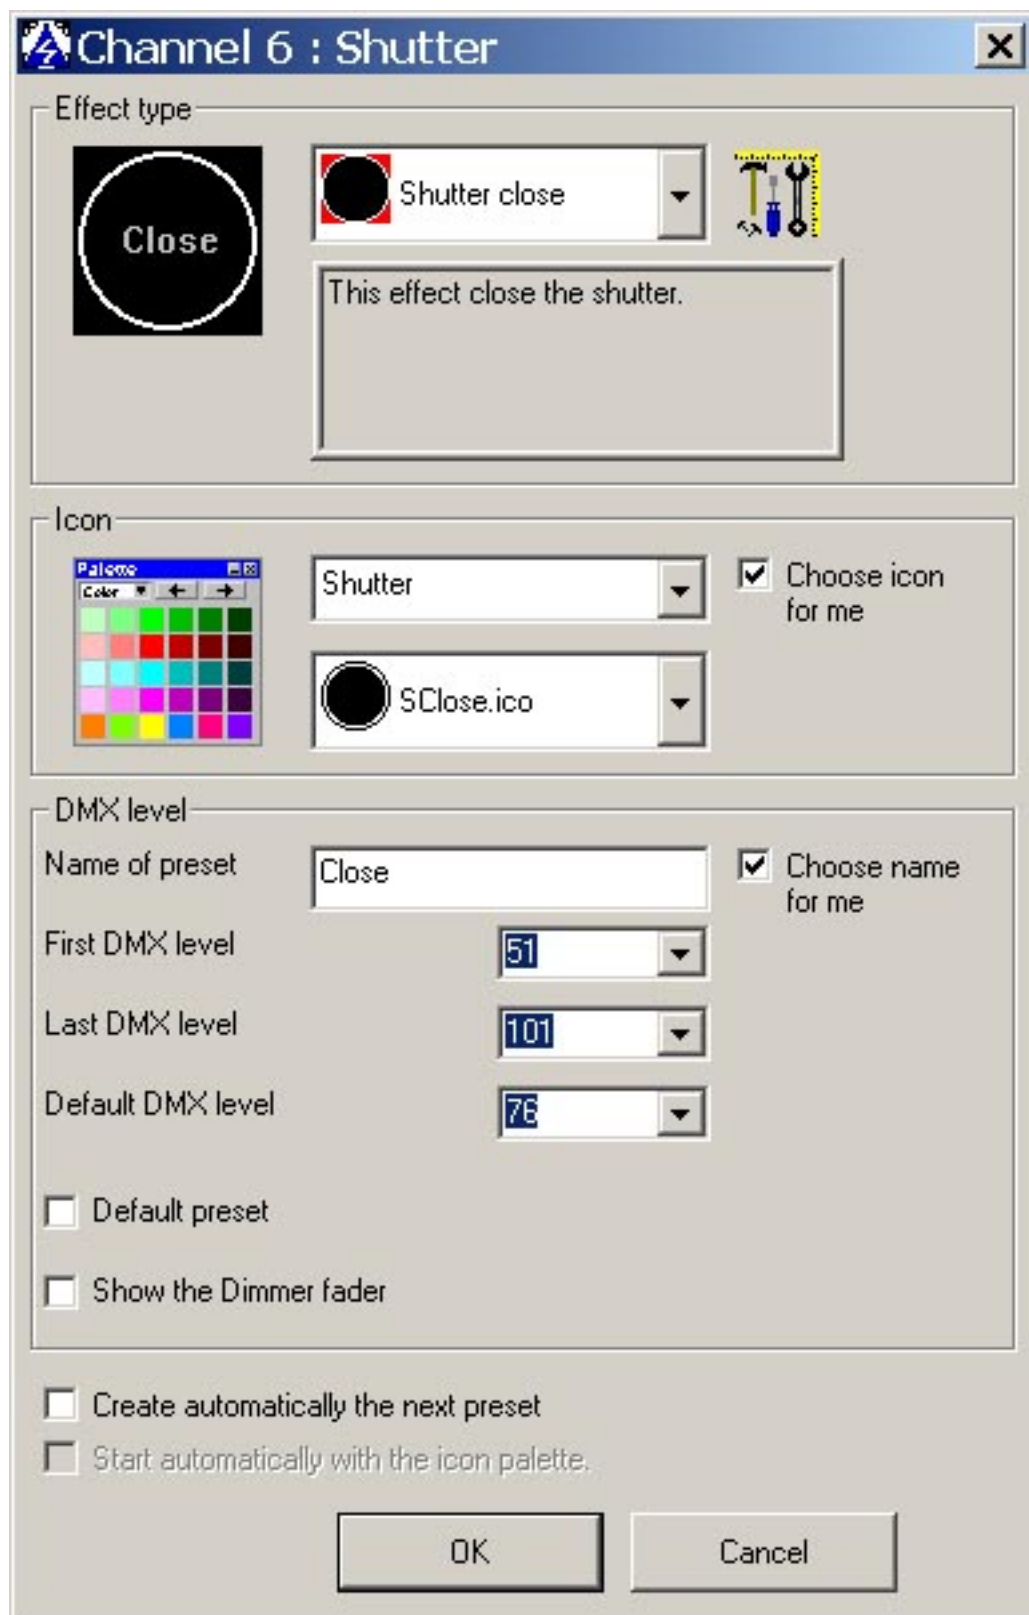 Channel 6 : Shutter
Effect type
Close
Shutter close
This effect close the shutter.
Icon
Palette
Color
Shutter
Choose icon
for me
SClose.ico
DMX level
Name of preset
Close
Choose name
for me
First DMX level
51
Last DMX level
101
Default DMX level
76
Default preset
Show the Dimmer fader
Create automatically the next preset
Start automatically with the icon palette.
OK
Cancel